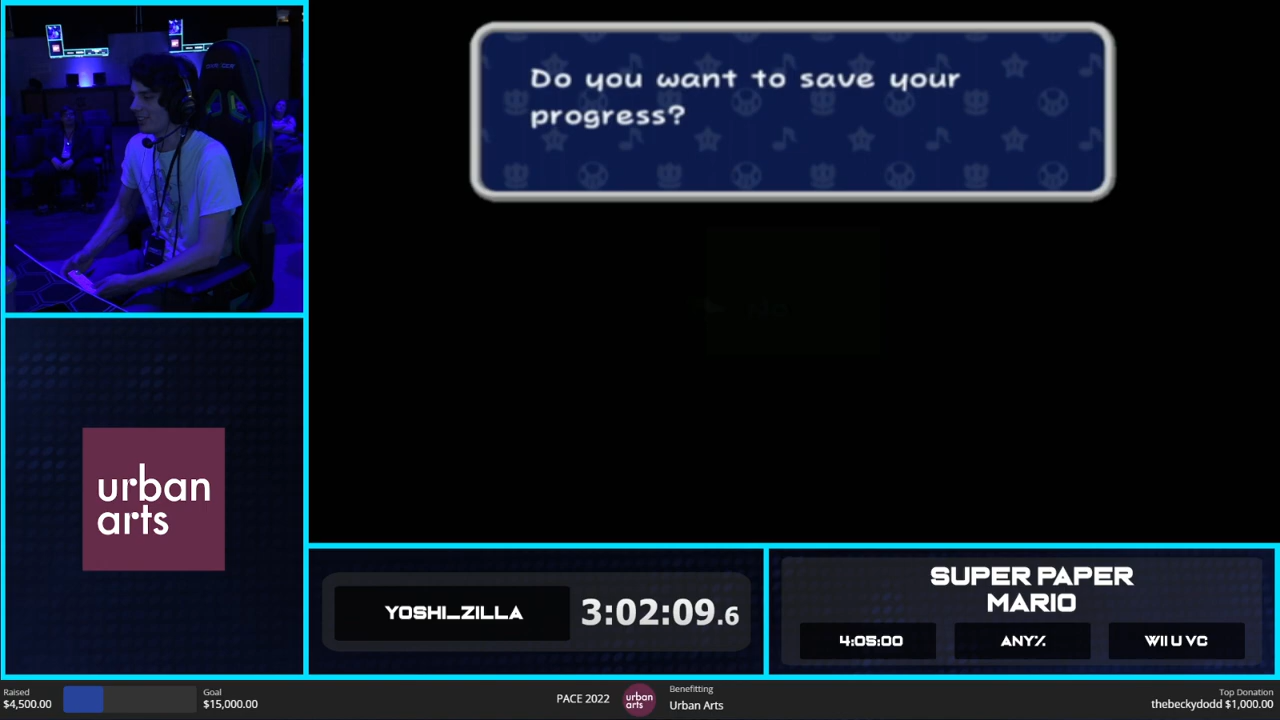 Do you want to save your
progress?
No
urban
arts
YOSHI_ZILLA
3:02:09.6
SUPER PAPER
MARIO
4:05:00
ANY%
WII U VC
Raised
$4,500.00
Goal
$15,000.00
PACE 2022
urban
arts
Benefitting
Urban Arts
Top Donation
thebeckydodd $1,000.00